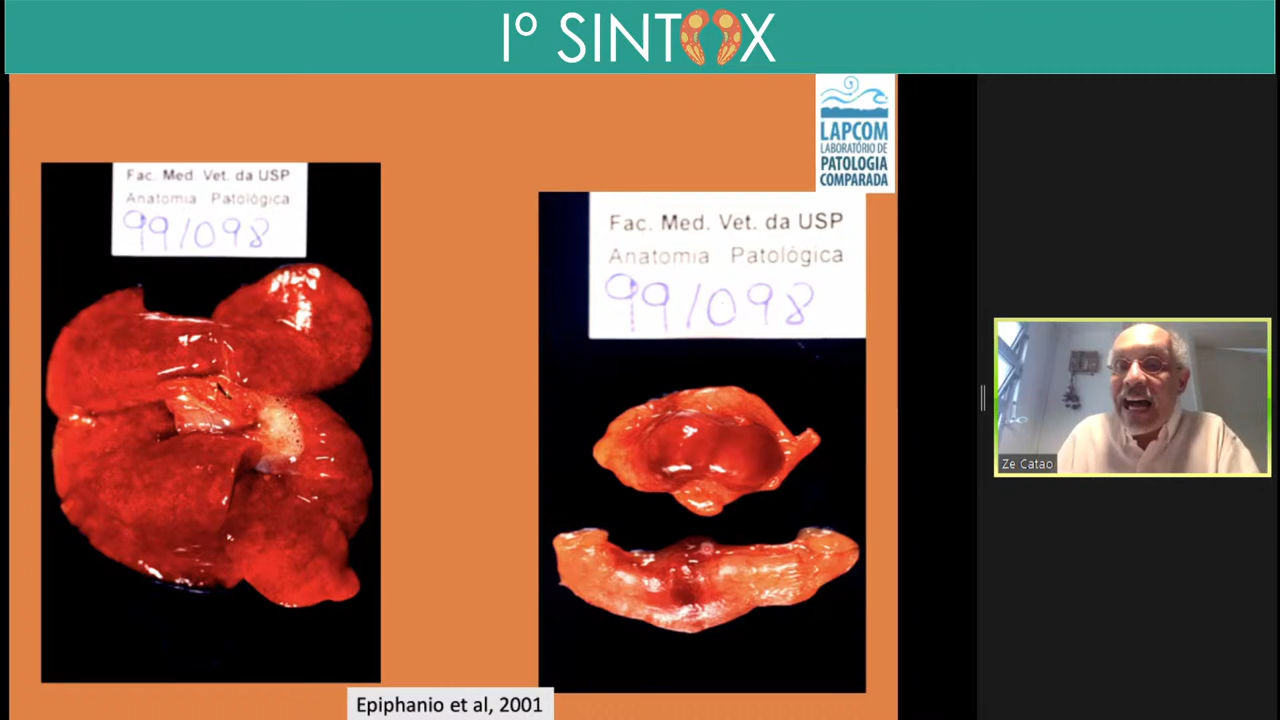 Iº SINTOX
LAPCOM
LABORATÓRIO DE
PATOLOGIA
COMPARADA
Fac. Med. Vet. da USP
Anatomia Patológica
99/098
Fac. Med. Vet. da USP
Anatomia Patológica
99/098
Ze Catao
Epiphanio et al, 2001